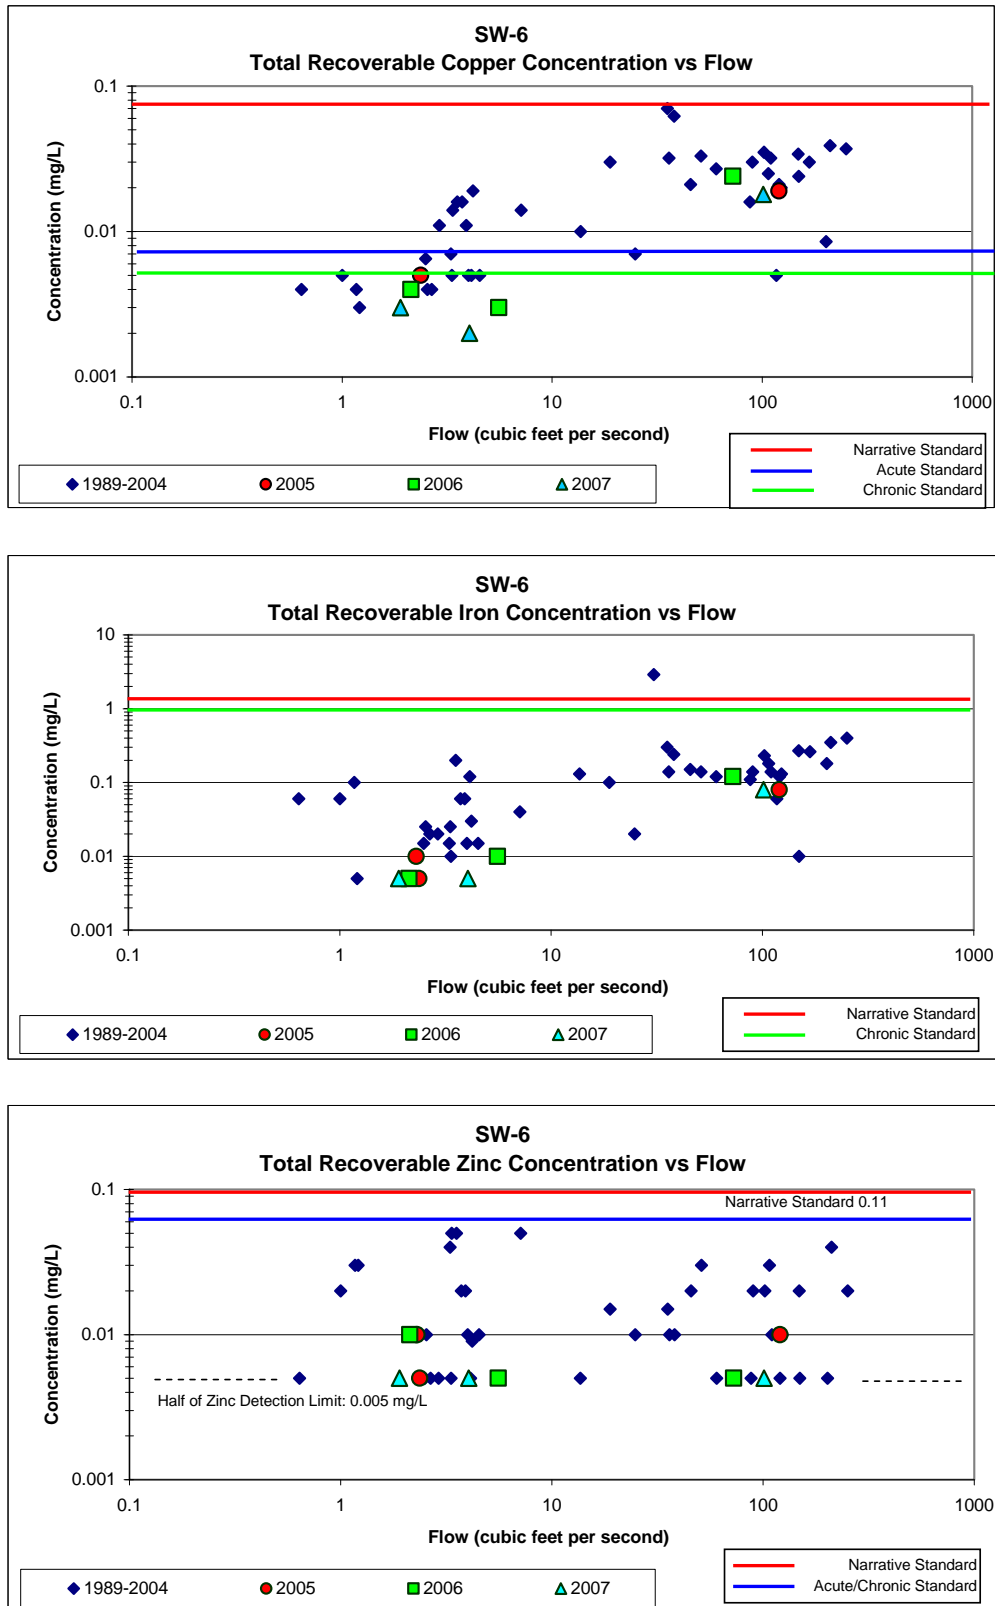 SW-6
Total Recoverable Copper Concentration vs Flow
0.1
0.01
0.001
Concentration (mg/L)
0.1 1 10 100 1000
Flow (cubic feet per second)
1989-2004 2005 2006 2007
Narrative Standard
Acute Standard
Chronic Standard
SW-6
Total Recoverable Iron Concentration vs Flow
10
1
0.1
0.01
0.001
Concentration (mg/L)
0.1 1 10 100 1000
Flow (cubic feet per second)
1989-2004 2005 2006 2007
Narrative Standard
Chronic Standard
SW-6
Total Recoverable Zinc Concentration vs Flow
0.1
0.01
0.001
Concentration (mg/L)
Narrative Standard 0.11
Half of Zinc Detection Limit: 0.005 mg/L
0.1 1 10 100 1000
Flow (cubic feet per second)
1989-2004 2005 2006 2007
Narrative Standard
Acute/Chronic Standard